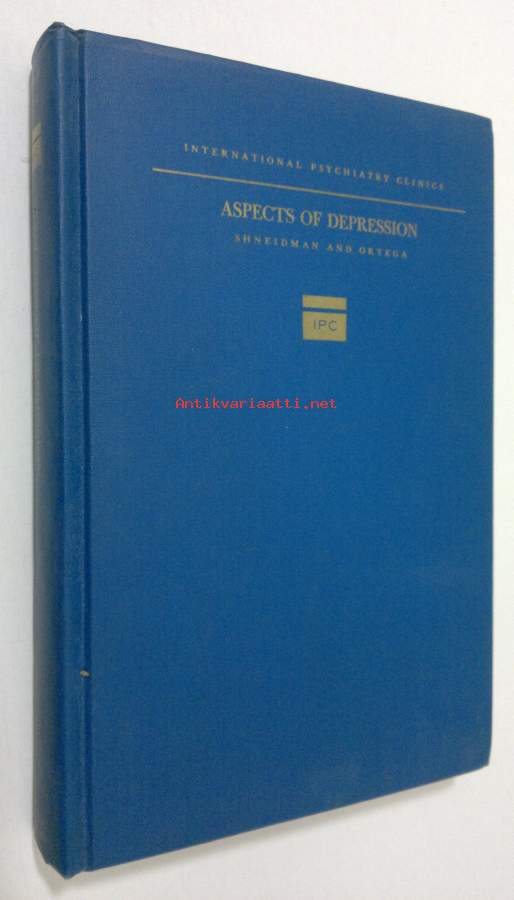 INTERNATIONAL PSYCHIATRY CLINICS
ASPECTS OF DEPRESSION
SHNEIDMAN AND ORTEGA
IPC
Antikvariaatti.net